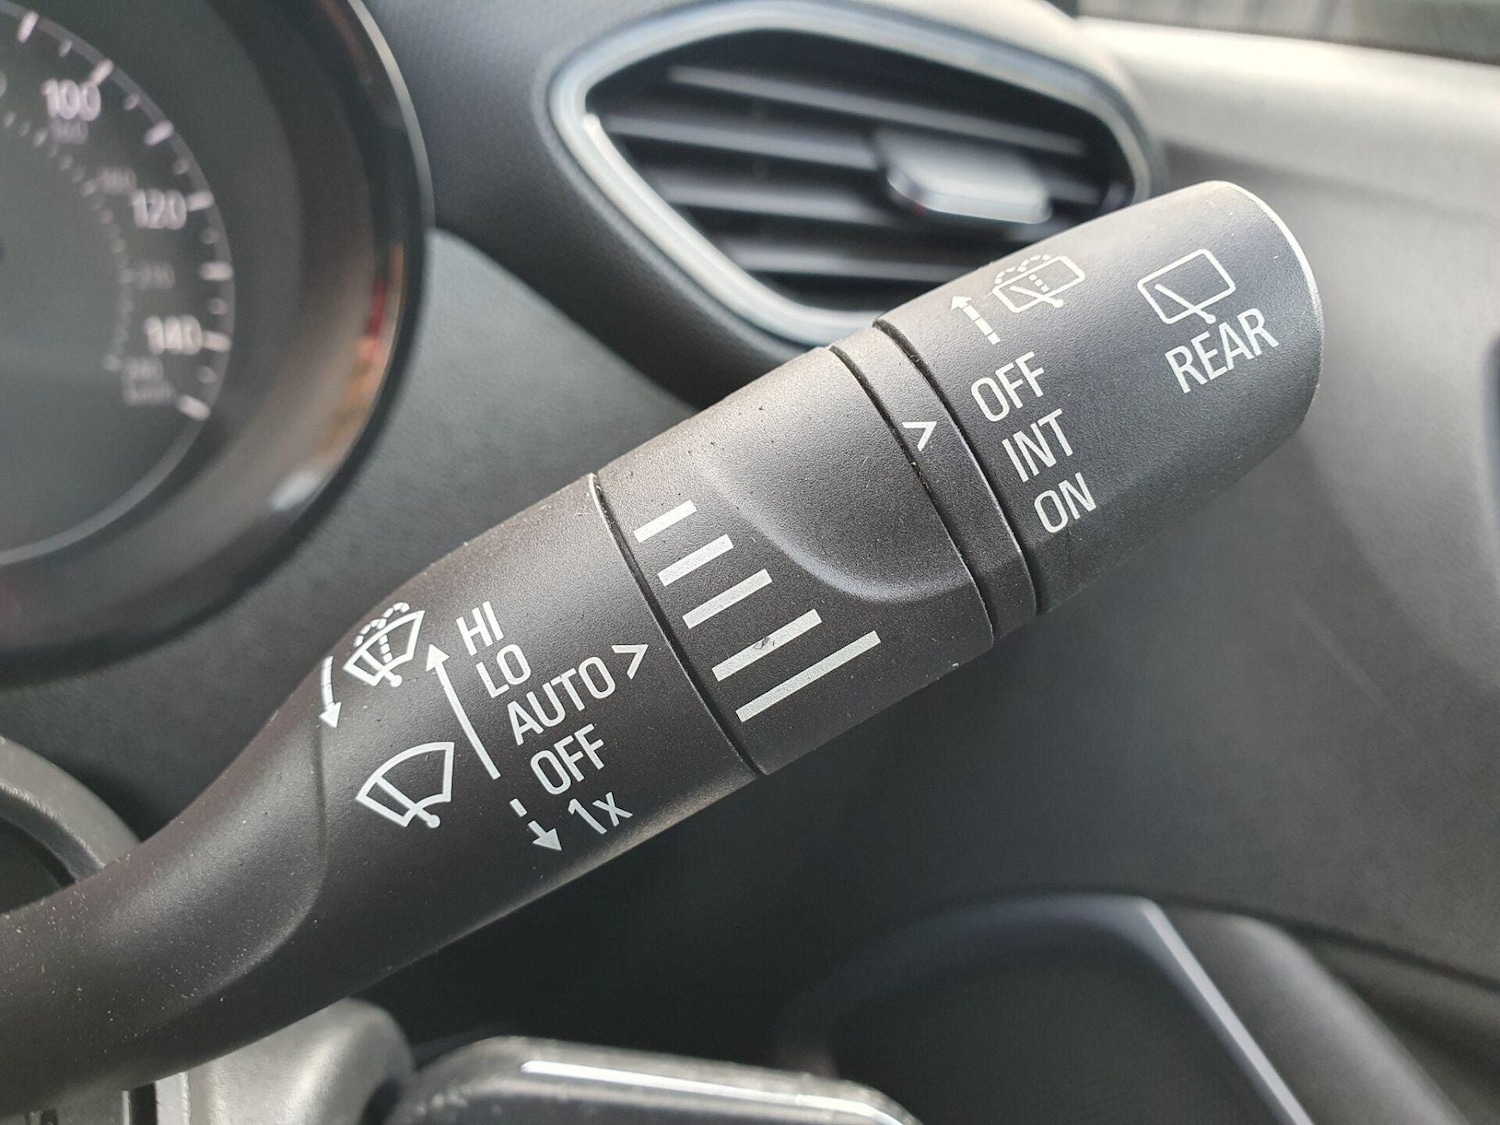 100
120
140
HI
LO
AUTO >
OFF
1x
>
OFF
INT
ON
REAR